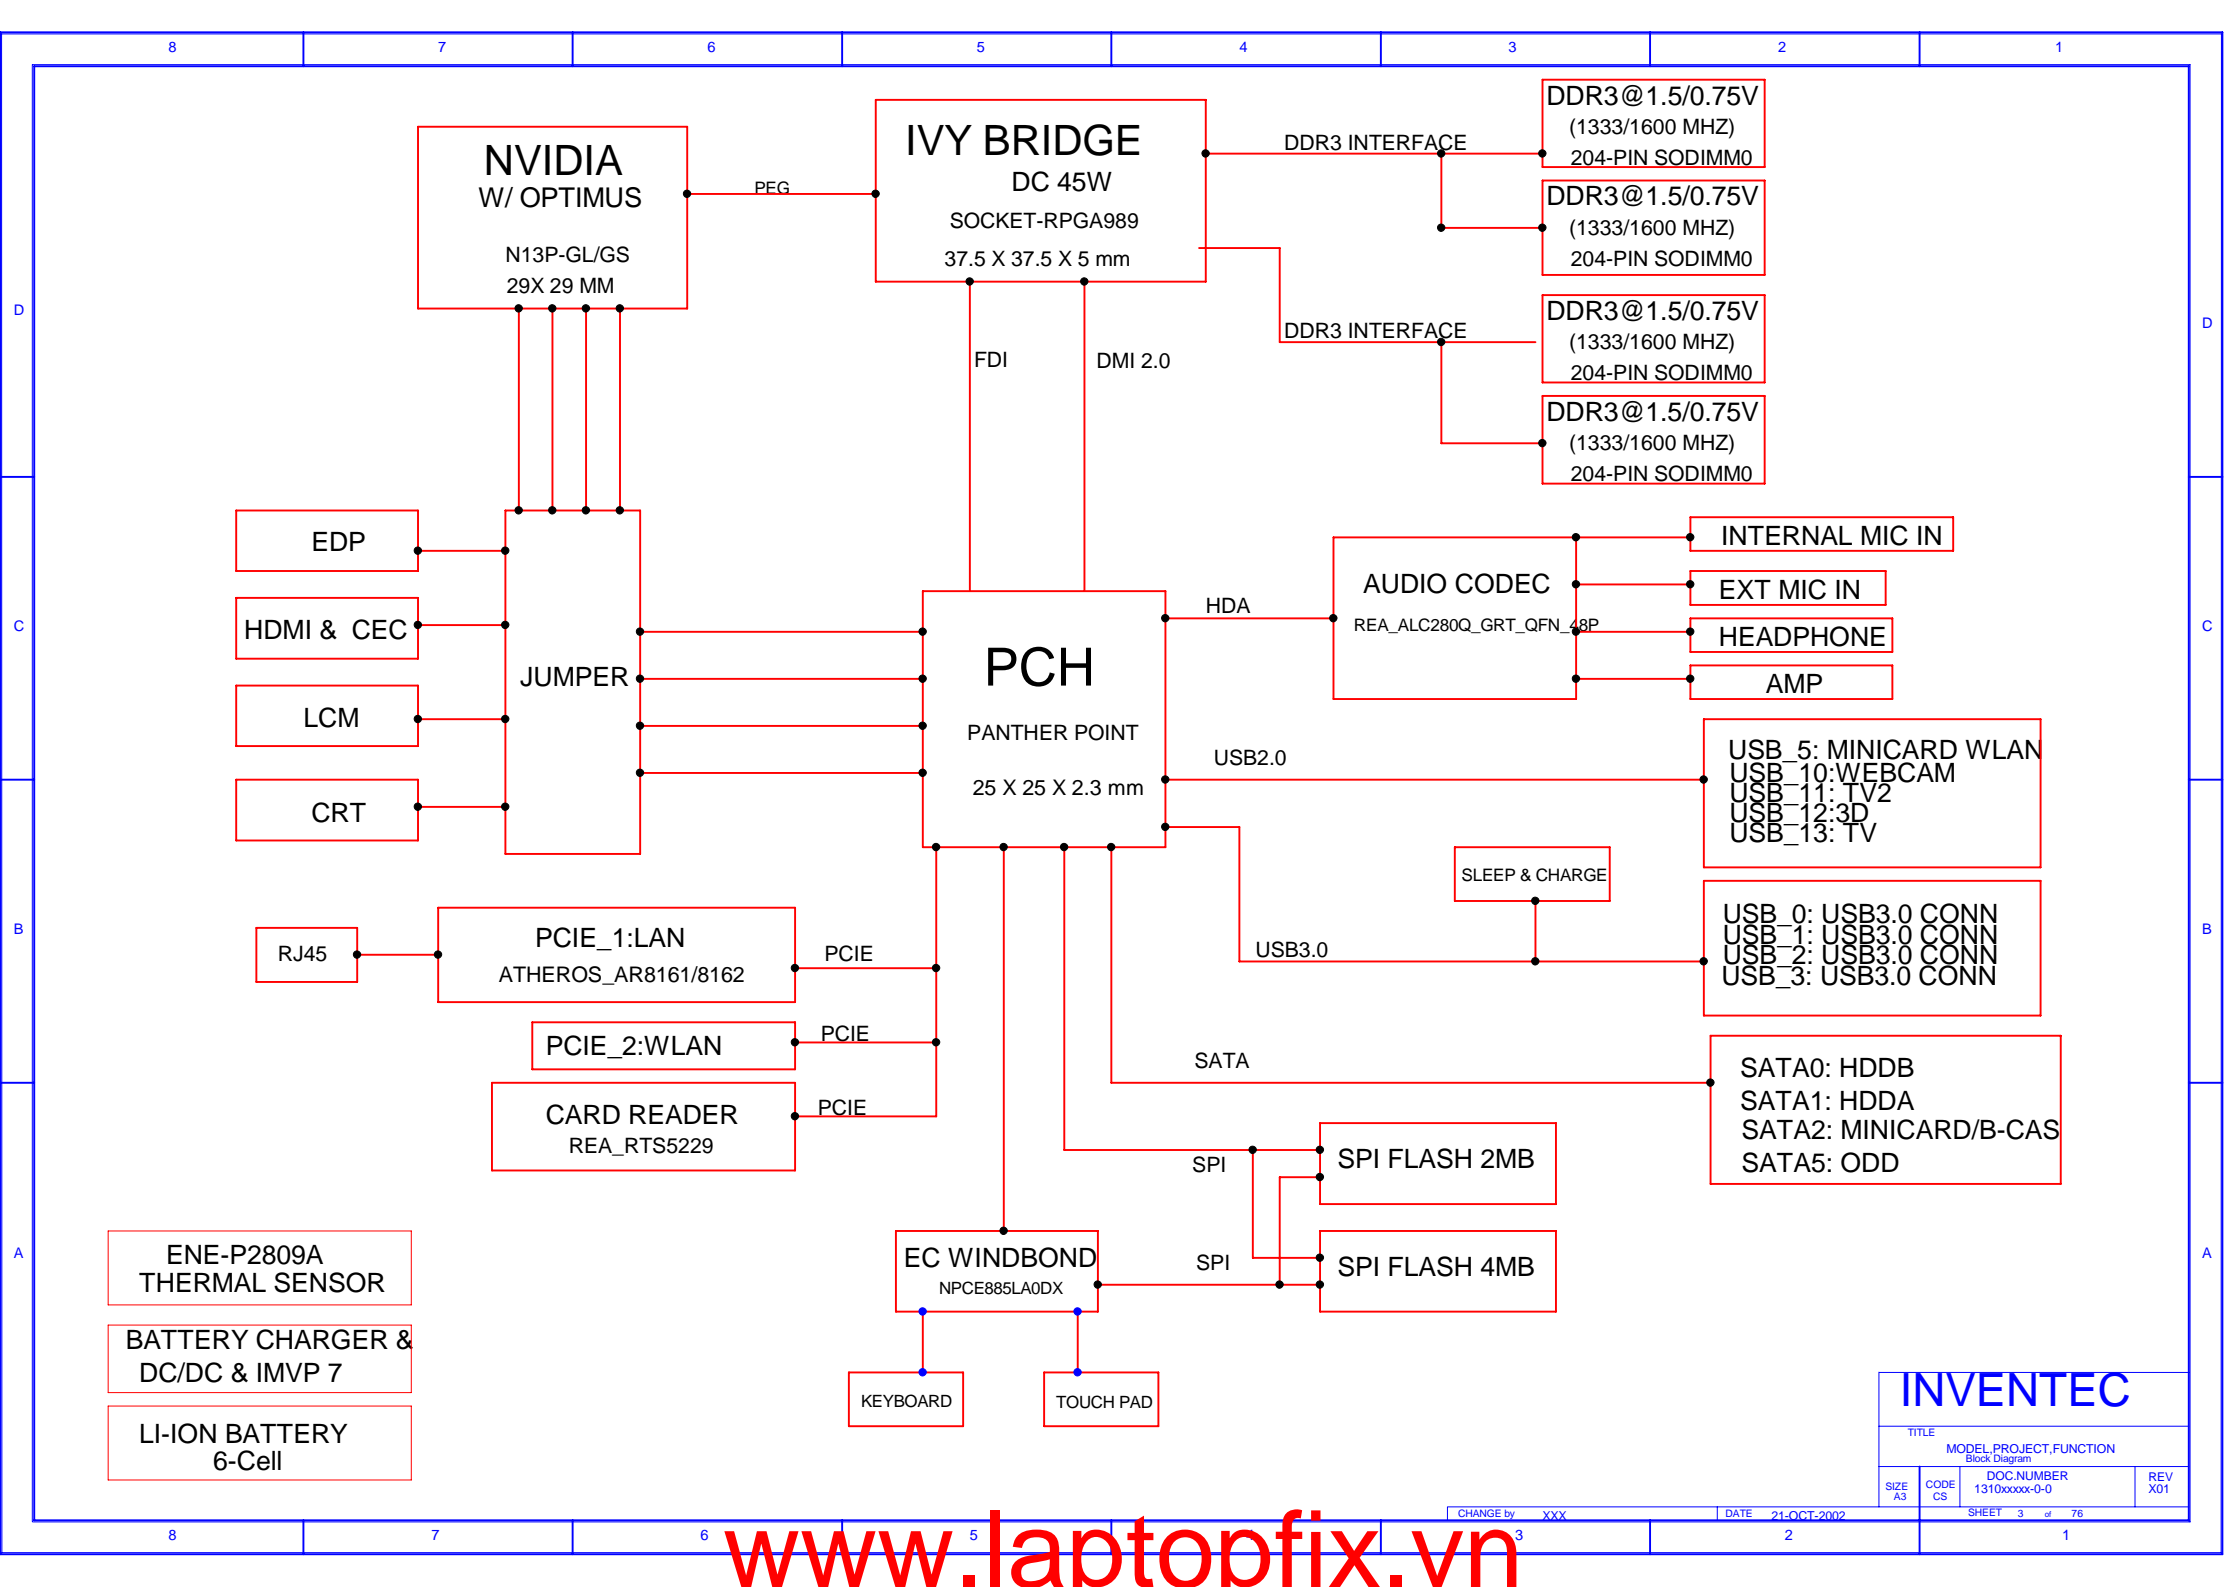 8 7 6 5 4 3 2 1
NVIDIA
W/ OPTIMUS
N13P-GL/GS
29X 29 MM
PEG
IVY BRIDGE
DC 45W
SOCKET-RPGA989
37.5 X 37.5 X 5 mm
DDR3 INTERFACE
DDR3@1.5/0.75V
(1333/1600 MHZ)
204-PIN SODIMM0
DDR3@1.5/0.75V
(1333/1600 MHZ)
204-PIN SODIMM0
D
D
DDR3 INTERFACE
DDR3@1.5/0.75V
(1333/1600 MHZ)
204-PIN SODIMM0
DDR3@1.5/0.75V
(1333/1600 MHZ)
204-PIN SODIMM0
FDI
DMI 2.0
EDP
HDMI & CEC
LCM
CRT
JUMPER
C
C
PCH
PANTHER POINT
25 X 25 X 2.3 mm
HDA
AUDIO CODEC
REA_ALC280Q_GRT_QFN_48P
INTERNAL MIC IN
EXT MIC IN
HEADPHONE
AMP
USB2.0
USB_5: MINICARD WLAN
USB_10:WEBCAM
USB_11: TV2
USB_12:3D
USB_13: TV
SLEEP & CHARGE
USB3.0
USB_0: USB3.0 CONN
USB_1: USB3.0 CONN
USB_2: USB3.0 CONN
USB_3: USB3.0 CONN
B
B
RJ45
PCIE_1:LAN
ATHEROS_AR8161/8162
PCIE
PCIE_2:WLAN
PCIE
CARD READER
REA_RTS5229
PCIE
SATA
SATA0: HDDB
SATA1: HDDA
SATA2: MINICARD/B-CAS
SATA5: ODD
SPI
SPI FLASH 2MB
SPI
SPI FLASH 4MB
A
A
EC WINDBOND
NPCE885LA0DX
KEYBOARD
TOUCH PAD
ENE-P2809A
THERMAL SENSOR
BATTERY CHARGER &
DC/DC & IMVP 7
LI-ION BATTERY
6-Cell
INVENTEC
TITLE
MODEL,PROJECT,FUNCTION
Block Diagram
SIZE
A3
CODE
CS
DOC.NUMBER
1310xxxxx-0-0
REV
X01
CHANGE by XXX
DATE 21-OCT-2002
SHEET 3 of 76
8 7 6 5 3 2 1
www.laptopfix.vn